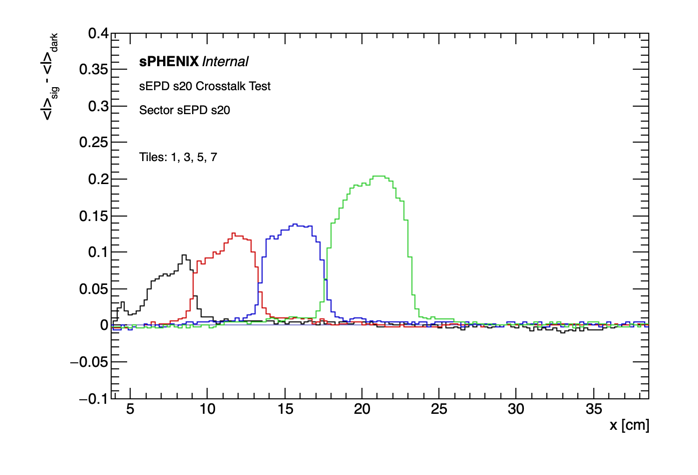 <I>sig - <I>dark
0.4
sPHENIX Internal
0.35
sEPD s20 Crosstalk Test
0.3
Sector sEPD s20
0.25
Tiles: 1, 3, 5, 7
0.2
0.15
0.1
0.05
0
−0.05
−0.1
5 10 15 20 25 30 35
x [cm]